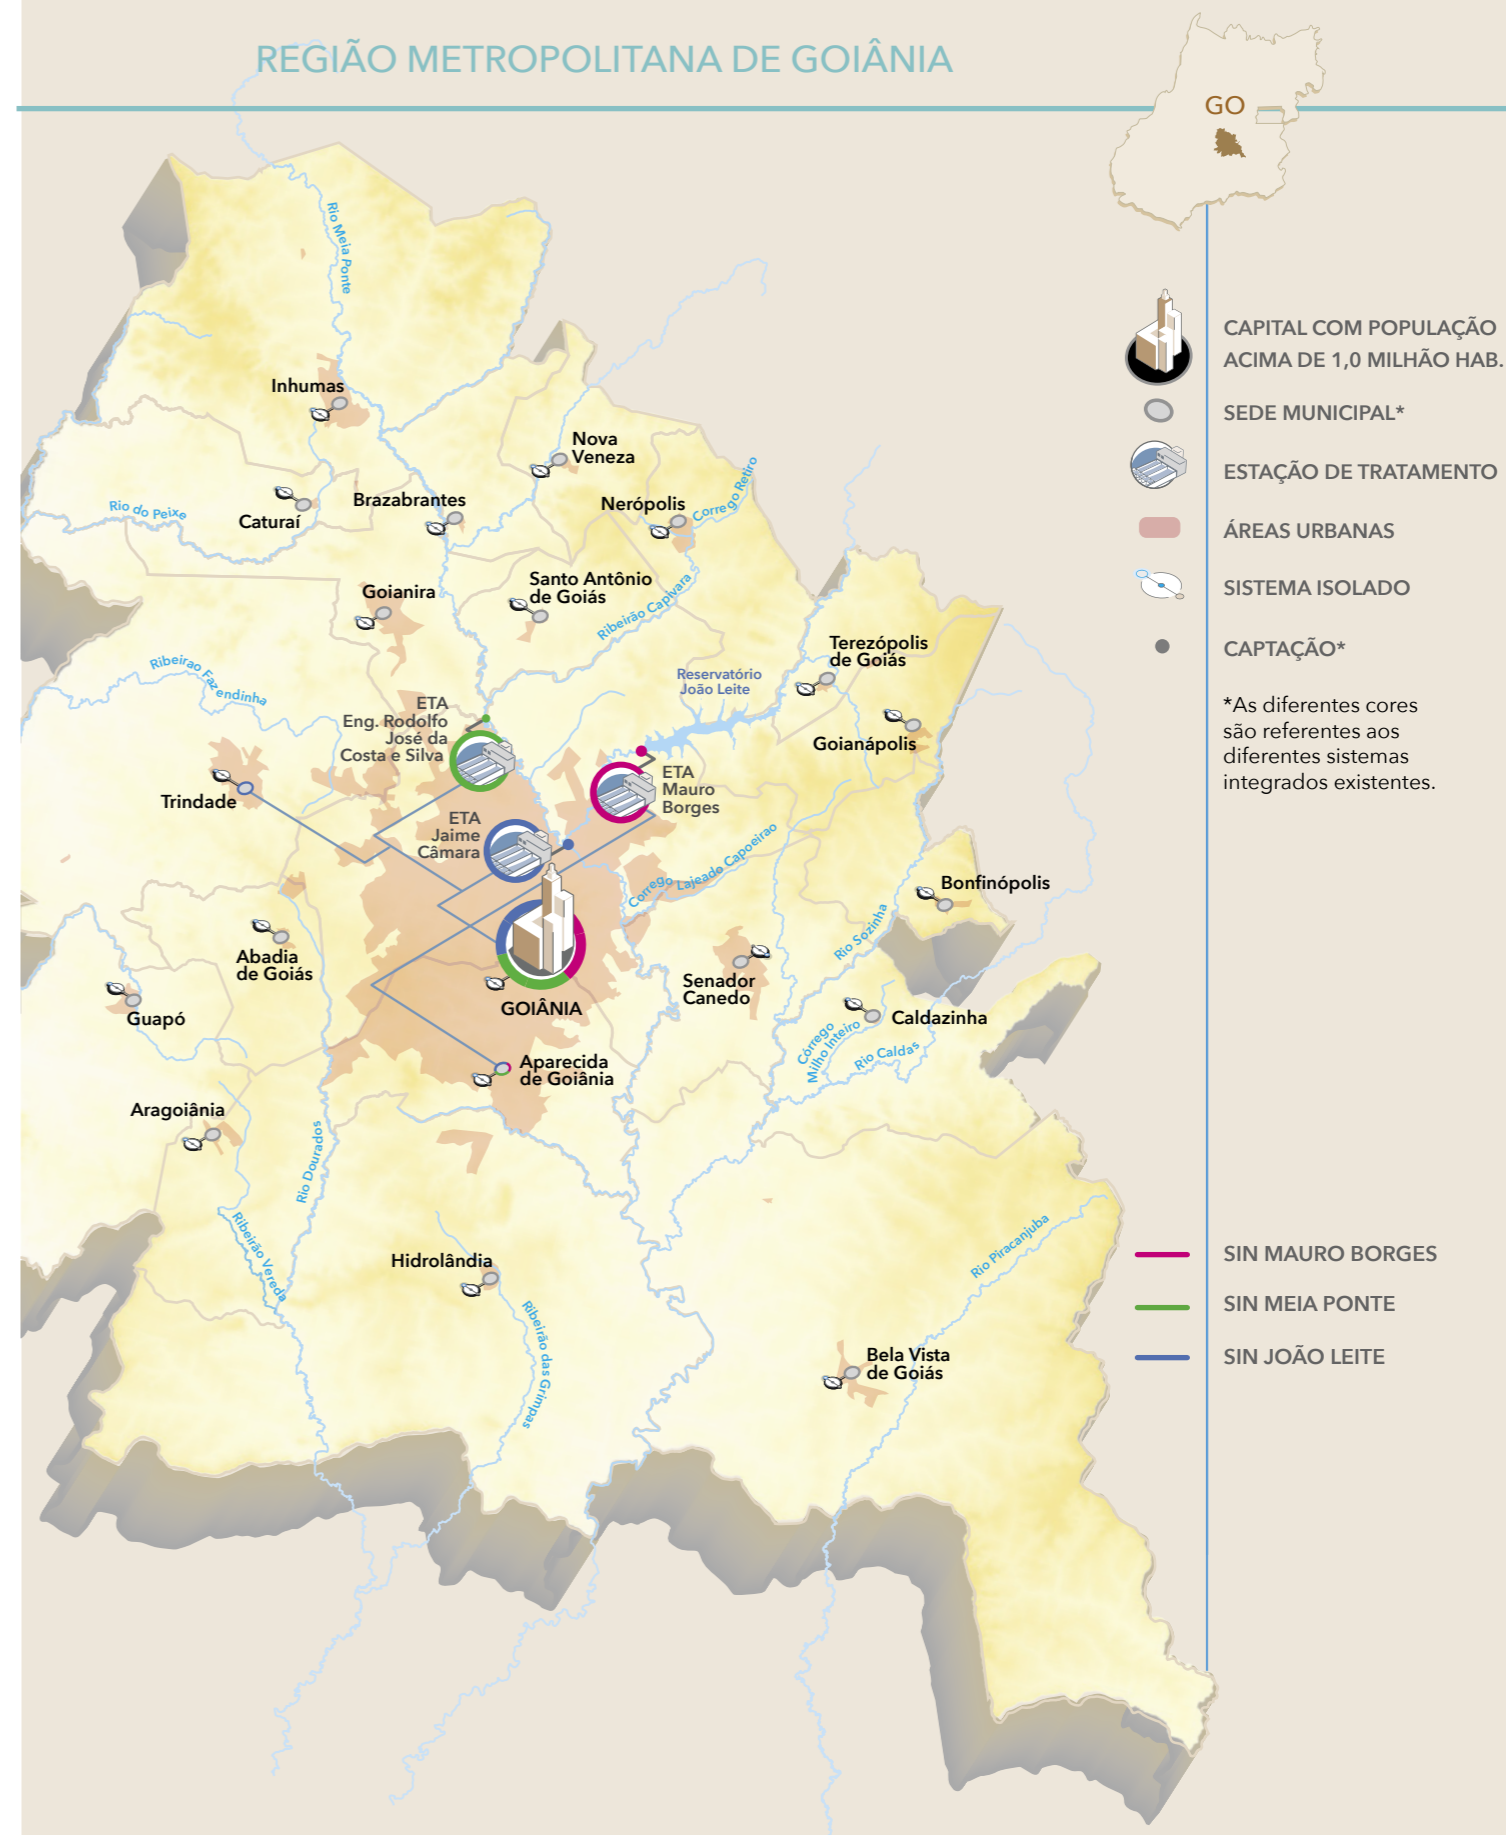 REGIÃO METROPOLITANA DE GOIÂNIA
GO
CAPITAL COM POPULAÇÃO
ACIMA DE 1,0 MILHÃO HAB.
SEDE MUNICIPAL*
ESTAÇÃO DE TRATAMENTO
ÁREAS URBANAS
SISTEMA ISOLADO
CAPTAÇÃO*
*As diferentes cores
são referentes aos
diferentes sistemas
integrados existentes.
SIN MAURO BORGES
SIN MEIA PONTE
SIN JOÃO LEITE
Rio Meia Ponte
Inhumas
Nova
Veneza
Brazabrantes
Nerópolis
Corrego Retiro
Rio do Peixe
Caturaí
Goianira
Santo Antônio
de Goiás
Ribeirão Capivara
Terezópolis
de Goiás
Ribeirao Fazendinha
Reservatório
João Leite
ETA
Eng. Rodolfo
José da
Costa e Silva
Goianápolis
ETA
Mauro
Borges
Trindade
ETA
Jaime
Câmara
Corrego Lajeado Capoeirao
Bonfinópolis
Rio Sozinha
Abadia
de Goiás
Senador
Canedo
GOIÂNIA
Guapó
Caldazinha
Córrego
Milho Inteiro
Rio Caldas
Aparecida
de Goiânia
Aragoiânia
Rio Dourados
Ribeirão Vereda
Hidrolândia
Rio Piracanjuba
Ribeirão das Grimpas
Bela Vista
de Goiás